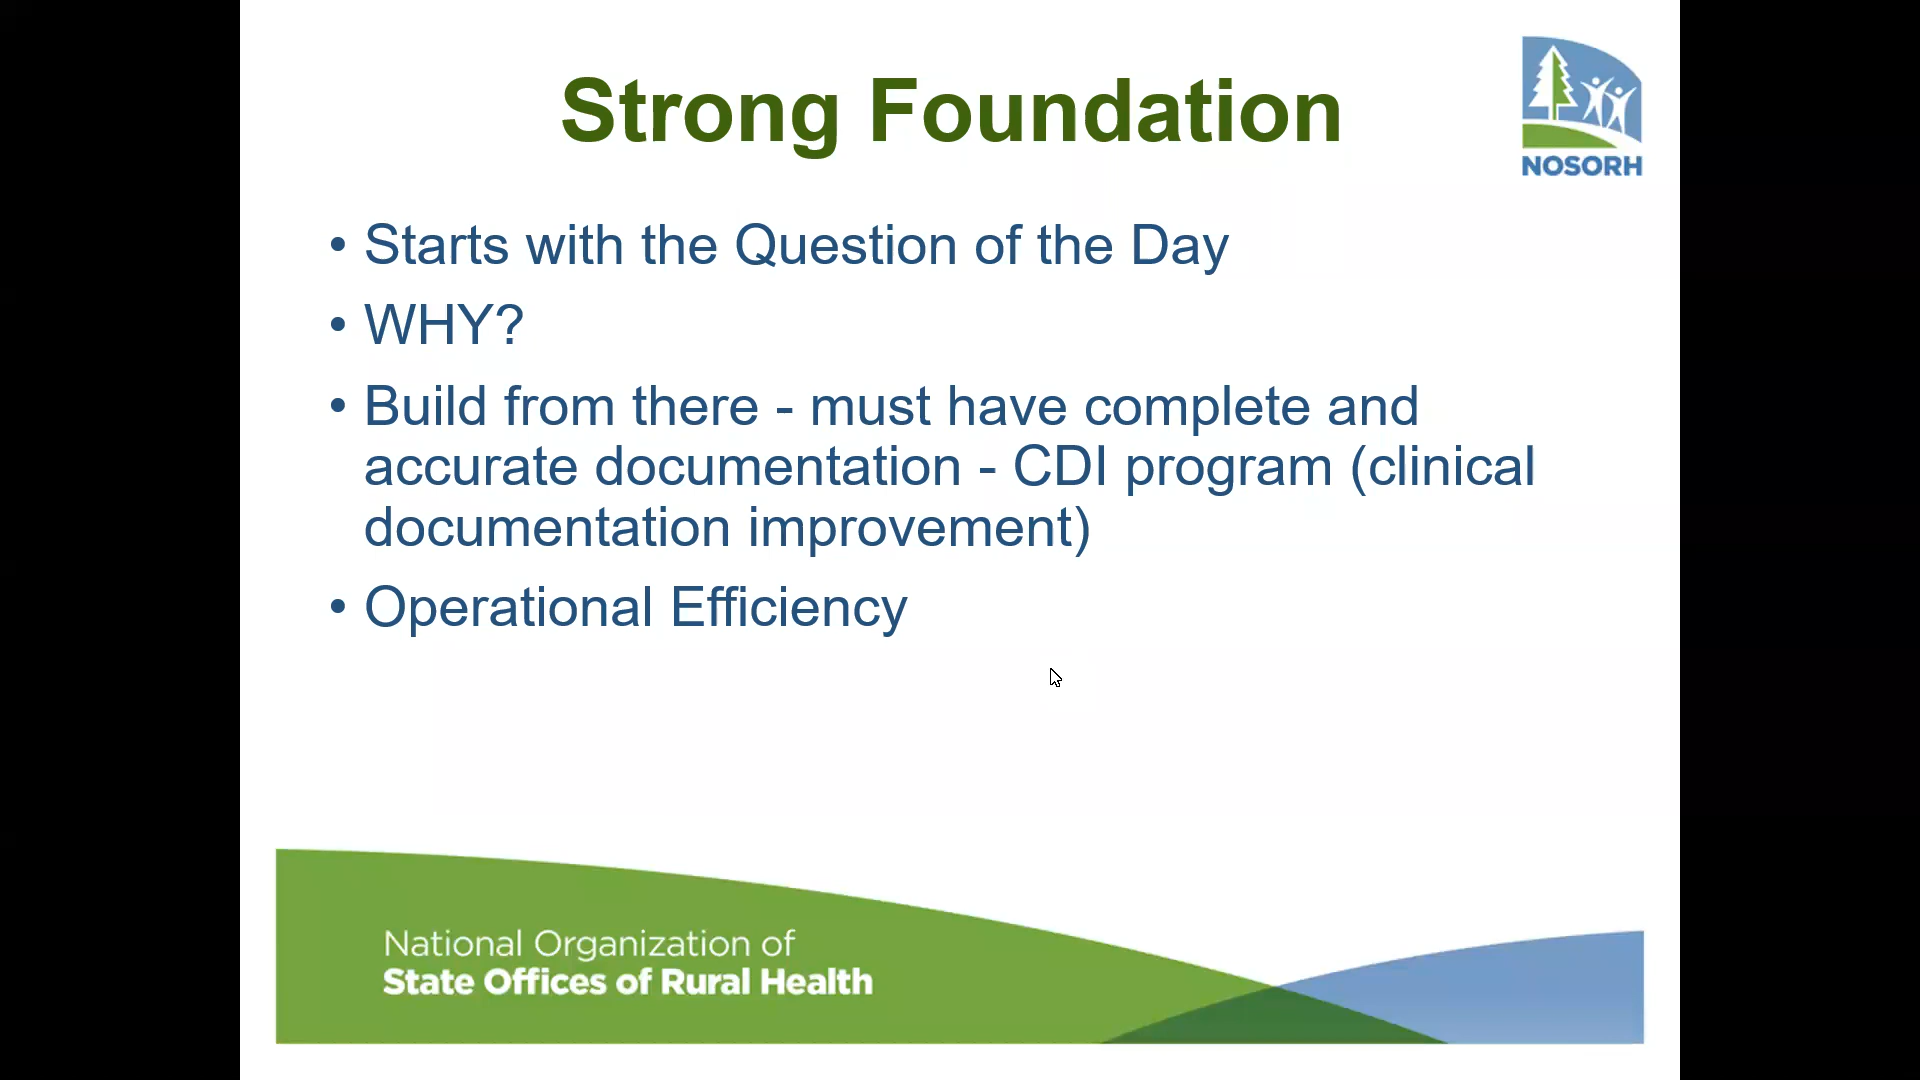 Strong Foundation
NOSORH
• Starts with the Question of the Day
• WHY?
• Build from there - must have complete and
accurate documentation - CDI program (clinical
documentation improvement)
• Operational Efficiency
National Organization of
State Offices of Rural Health